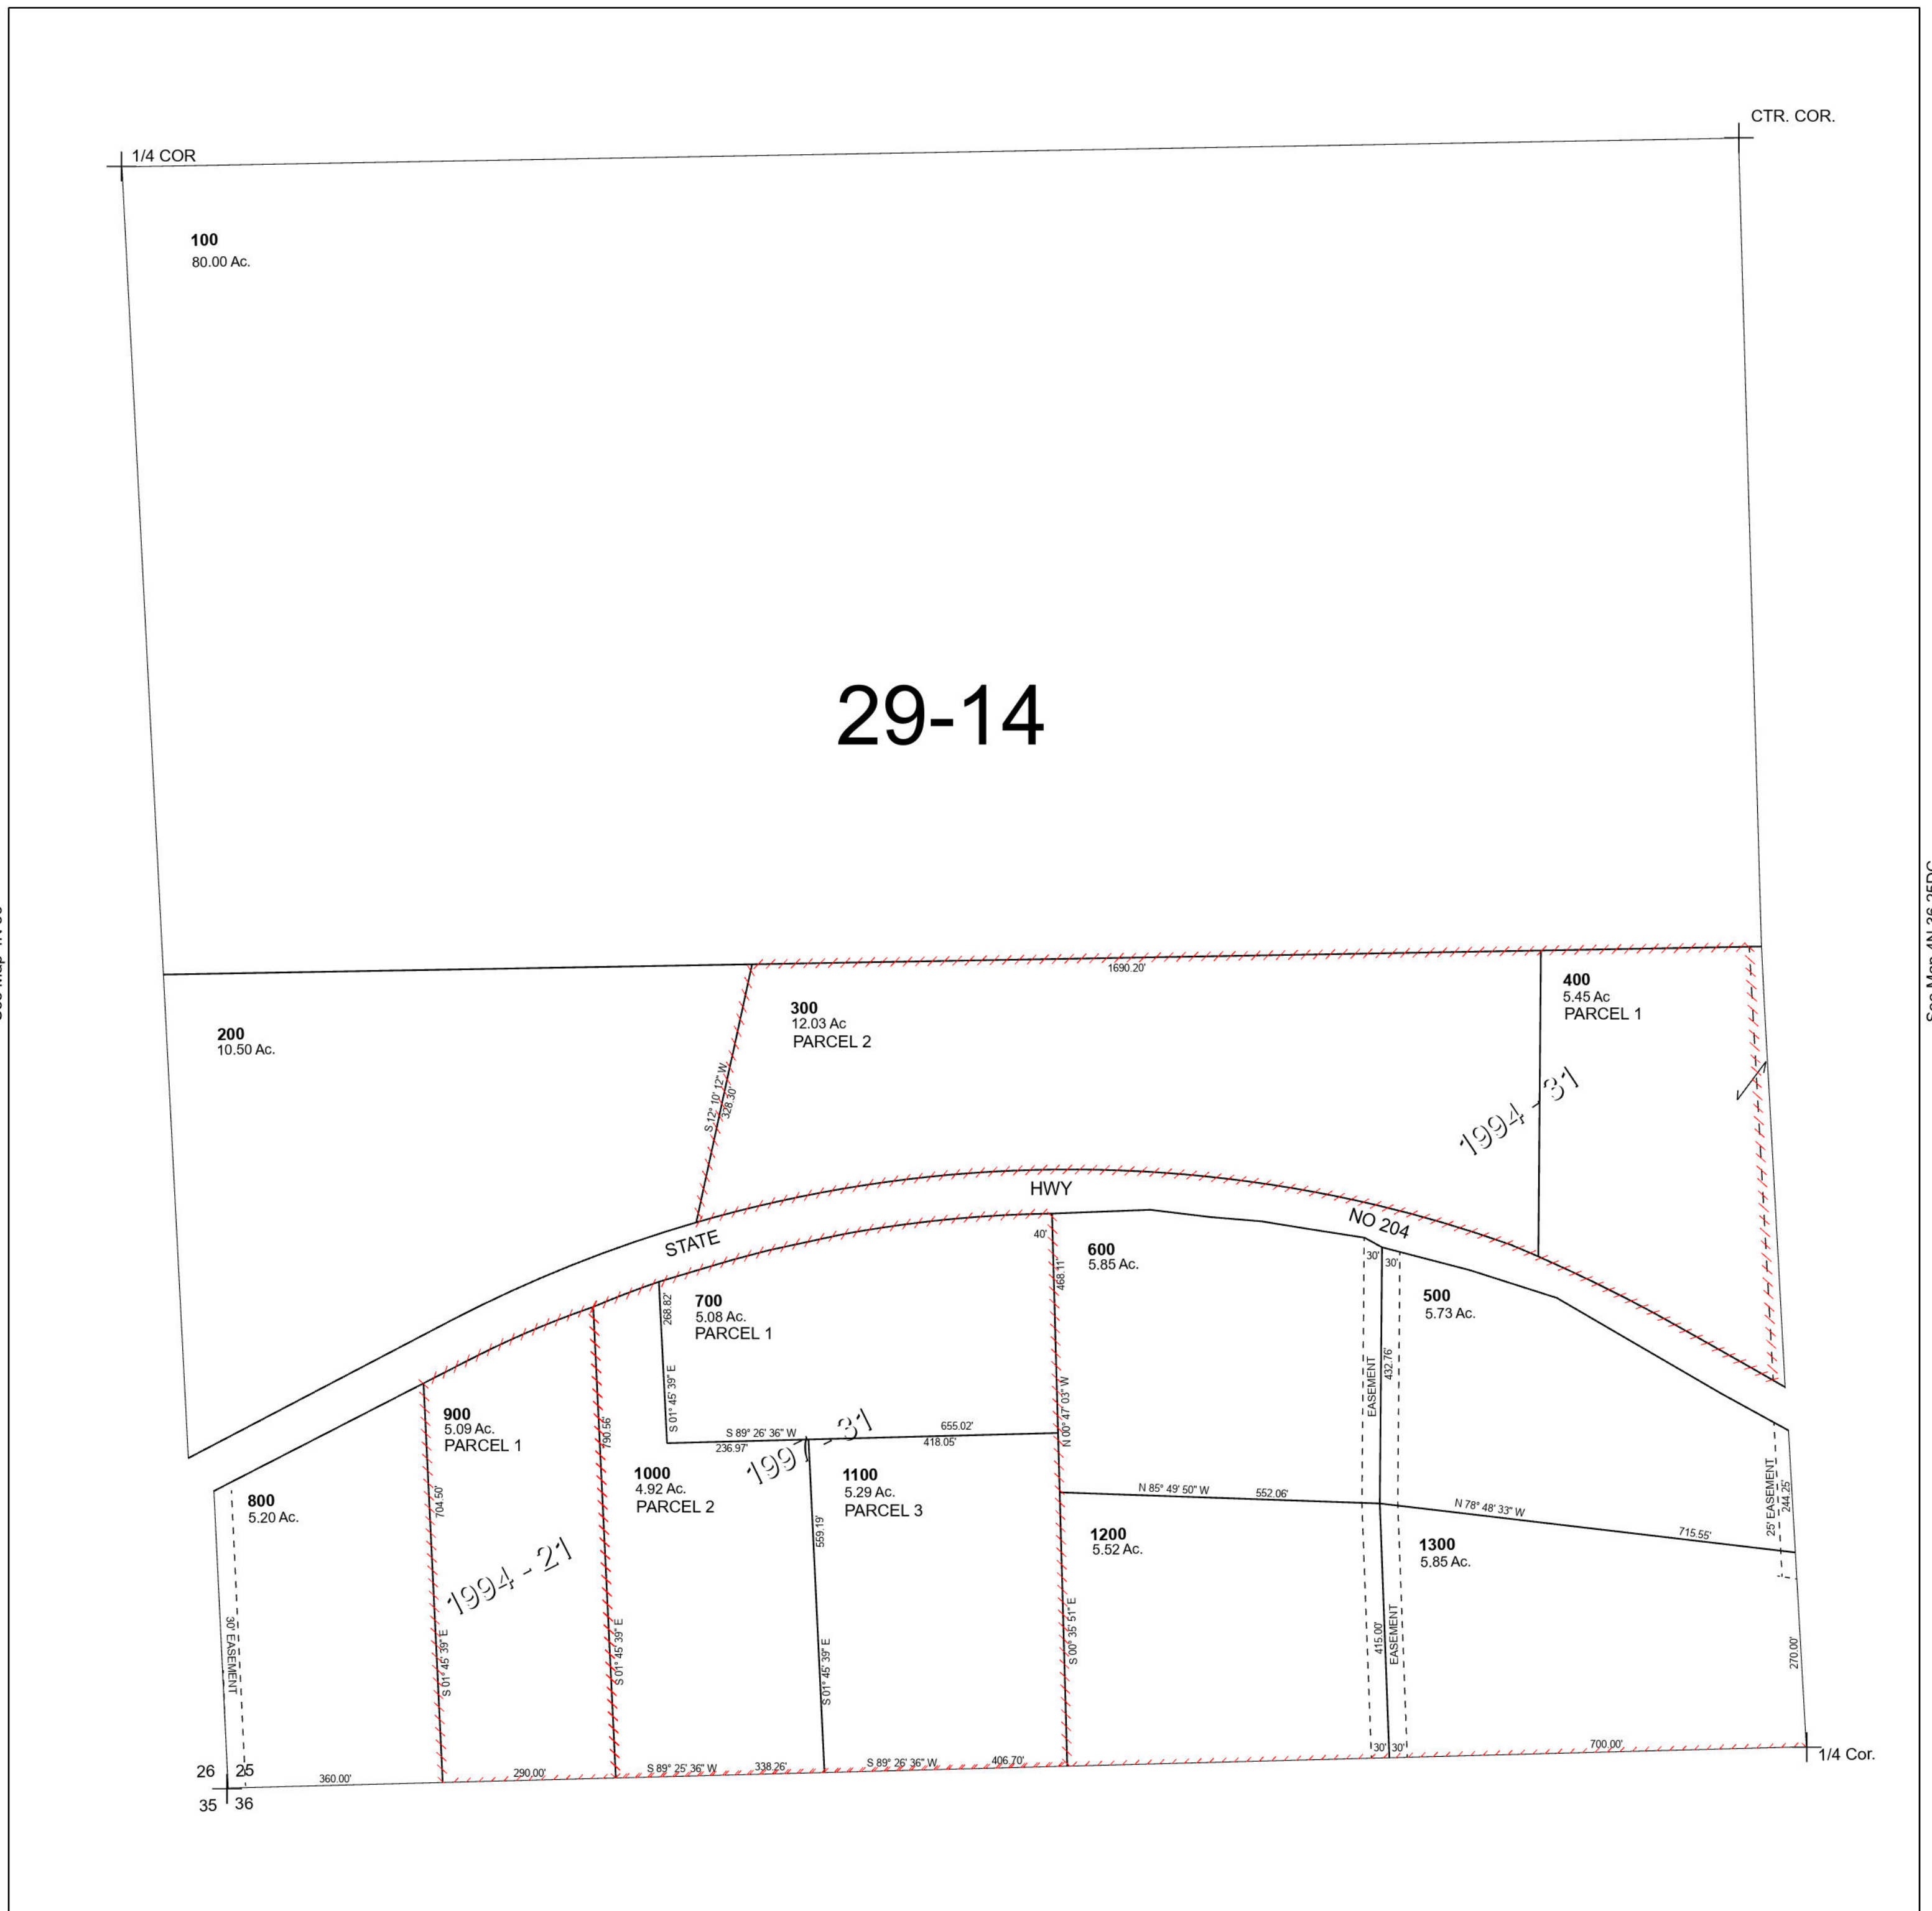 CTR. COR.
1/4 COR
100
80.00 Ac.
29-14
1690.20'
400
5.45 Ac
PARCEL 1
300
12.03 Ac
PARCEL 2
200
10.50 Ac.
S 12° 10' 12" W
328.30'
1994 - 31
STATE
HWY
NO 204
40'
600
5.85 Ac.
468.11'
30'
30'
500
5.73 Ac.
700
5.08 Ac.
PARCEL 1
268.82'
S 01° 45' 39" E
EASEMENT
432.76'
N 00° 47' 03" W
900
5.09 Ac.
PARCEL 1
790.56'
S 89° 26' 36" W
655.02'
236.97'
418.05'
1997 - 31
1000
4.92 Ac.
PARCEL 2
1100
5.29 Ac.
PARCEL 3
N 85° 49' 50" W
552.06'
N 78° 48' 33" W
715.55'
25' EASEMENT
244.25'
800
5.20 Ac.
704.50'
559.19'
1200
5.52 Ac.
1300
5.85 Ac.
1994 - 21
30' EASEMENT
S 01° 45' 39" E
S 01° 45' 39" E
S 01° 45' 39" E
S 00° 35' 51" E
415.00'
EASEMENT
270.00'
26 25
35 36
360.00'
290.00'
S 89° 25' 36" W
338.26'
S 89° 26' 36" W
406.70'
30'
30'
700.00'
1/4 Cor.